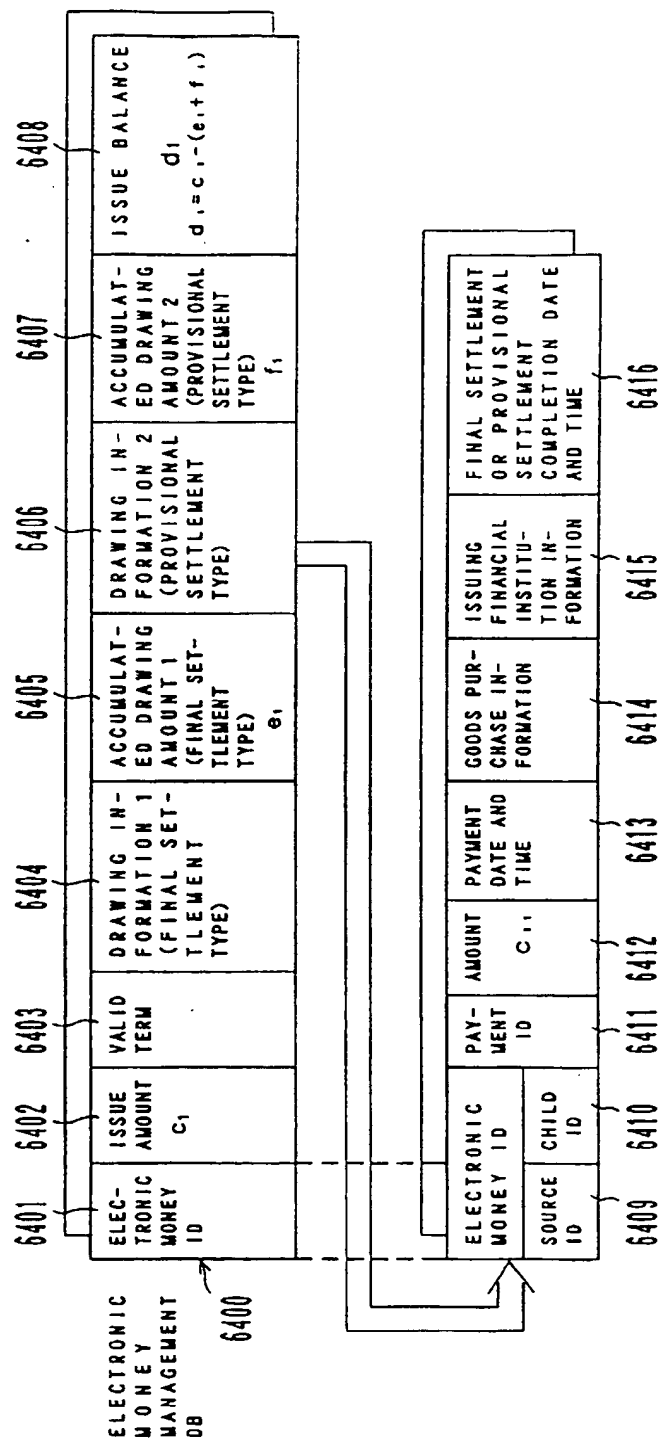 ELECTRONIC
MONEY
MANAGEMENT
DB
6400
6401
6402
6403
6404
6405
6406
6407
6408
ELEC-
TRONIC
MONEY
ID
ISSUE
AMOUNT
C₁
VALID
TERM
DRAWING IN-
FORMATION 1
(FINAL SET-
TLEMENT
TYPE)
ACCUMULAT-
ED DRAWING
AMOUNT 1
(FINAL SET-
TLEMENT
TYPE)
e₁
DRAWING IN-
FORMATION 2
(PROVISIONAL
SETTLEMENT
TYPE)
ACCUMULAT-
ED DRAWING
AMOUNT 2
(PROVISIONAL
SETTLEMENT
TYPE)
f₁
ISSUE BALANCE
d₁
d₁=c₁-(e₁+f₁)
ELECTRONIC
MONEY ID
SOURCE
ID
CHILD
ID
PAY-
MENT
ID
AMOUNT
C₁₁
PAYMENT
DATE AND
TIME
GOODS PUR-
CHASE IN-
FORMATION
ISSUING
FINANCIAL
INSTITU-
TION IN-
FORMATION
FINAL SETTLEMENT
OR PROVISIONAL
SETTLEMENT
COMPLETION DATE
AND TIME
6409
6410
6411
6412
6413
6414
6415
6416